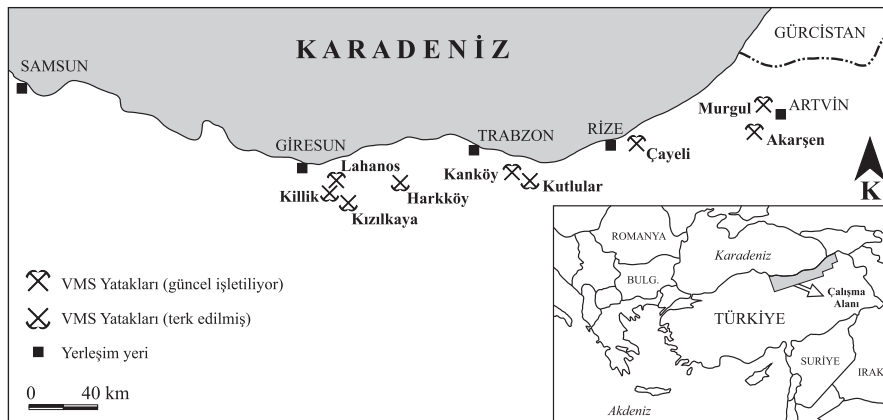 GÜRCİSTAN
KARADENİZ
SAMSUN
Murgul
ARTVİN
TRABZON
RİZE
Akarşen
GİRESUN
Çayeli
Lahanos
Kanköy
K
Killik
Harkköy
Kutlular
Kızılkaya
VMS Yatakları (güncel işletiliyor)
VMS Yatakları (terk edilmiş)
Yerleşim yeri
0 40 km
ROMANYA
Karadeniz
BULG.
Çalışma
Alanı
TÜRKİYE
SURİYE
IRAK
Akdeniz